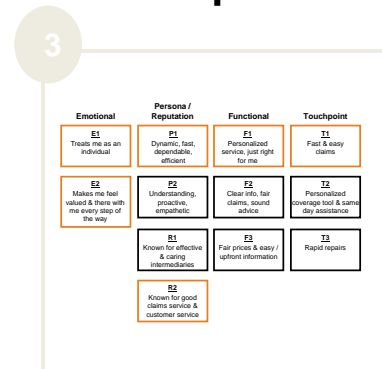 3
Emotional
Persona /
Reputation
Functional
Touchpoint
E1
Treats me as an
individual
P1
Dynamic, fast,
dependable,
efficient
F1
Personalized
service, just right
for me
T1
Fast & easy
claims
E2
Makes me feel
valued & there with
me every step of
the way
P2
Understanding,
proactive,
empathetic
F2
Clear info, fair
claims, sound
advice
T2
Personalized
coverage tool & same
day assistance
R1
Known for effective
& caring
intermediaries
F3
Fair prices & easy /
upfront information
T3
Rapid repairs
R2
Known for good
claims service &
customer service